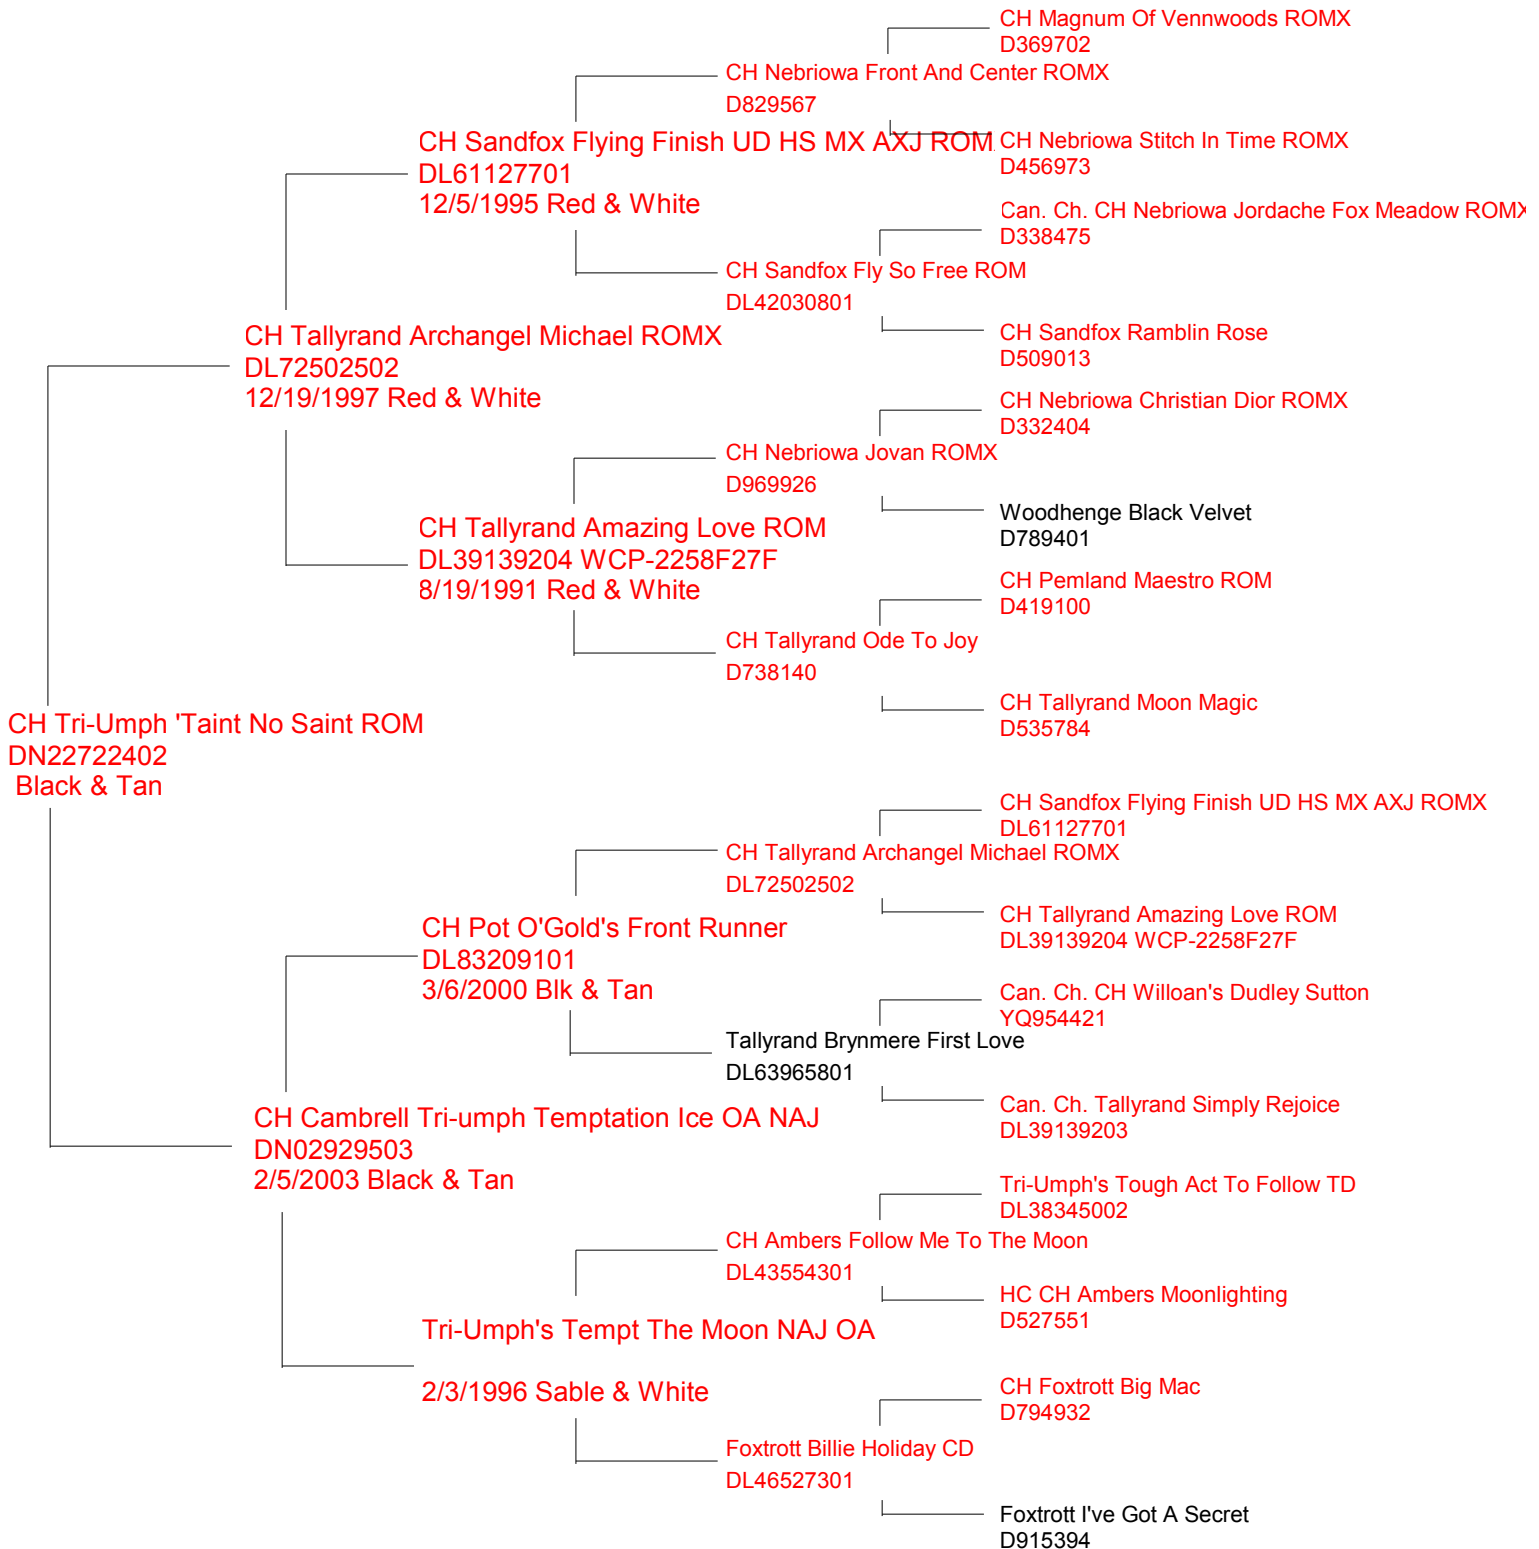 CH Magnum Of Vennwoods ROMX
D369702
CH Nebriowa Front And Center ROMX
D829567
CH Sandfox Flying Finish UD HS MX AXJ ROM
DL61127701
12/5/1995 Red & White
CH Nebriowa Stitch In Time ROMX
D456973
Can. Ch. CH Nebriowa Jordache Fox Meadow ROMX
D338475
CH Sandfox Fly So Free ROM
DL42030801
CH Sandfox Ramblin Rose
D509013
CH Tallyrand Archangel Michael ROMX
DL72502502
12/19/1997 Red & White
CH Nebriowa Christian Dior ROMX
D332404
CH Nebriowa Jovan ROMX
D969926
Woodhenge Black Velvet
D789401
CH Tallyrand Amazing Love ROM
DL39139204 WCP-2258F27F
8/19/1991 Red & White
CH Pemland Maestro ROM
D419100
CH Tallyrand Ode To Joy
D738140
CH Tallyrand Moon Magic
D535784
CH Tri-Umph 'Taint No Saint ROM
DN22722402
Black & Tan
CH Sandfox Flying Finish UD HS MX AXJ ROMX
DL61127701
CH Tallyrand Archangel Michael ROMX
DL72502502
CH Tallyrand Amazing Love ROM
DL39139204 WCP-2258F27F
CH Pot O'Gold's Front Runner
DL83209101
3/6/2000 Blk & Tan
Can. Ch. CH Willoan's Dudley Sutton
YQ954421
Tallyrand Brynmere First Love
DL63965801
Can. Ch. Tallyrand Simply Rejoice
DL39139203
CH Cambrell Tri-umph Temptation Ice OA NAJ
DN02929503
2/5/2003 Black & Tan
Tri-Umph's Tough Act To Follow TD
DL38345002
CH Ambers Follow Me To The Moon
DL43554301
HC CH Ambers Moonlighting
D527551
Tri-Umph's Tempt The Moon NAJ OA
2/3/1996 Sable & White
CH Foxtrott Big Mac
D794932
Foxtrott Billie Holiday CD
DL46527301
Foxtrott I've Got A Secret
D915394